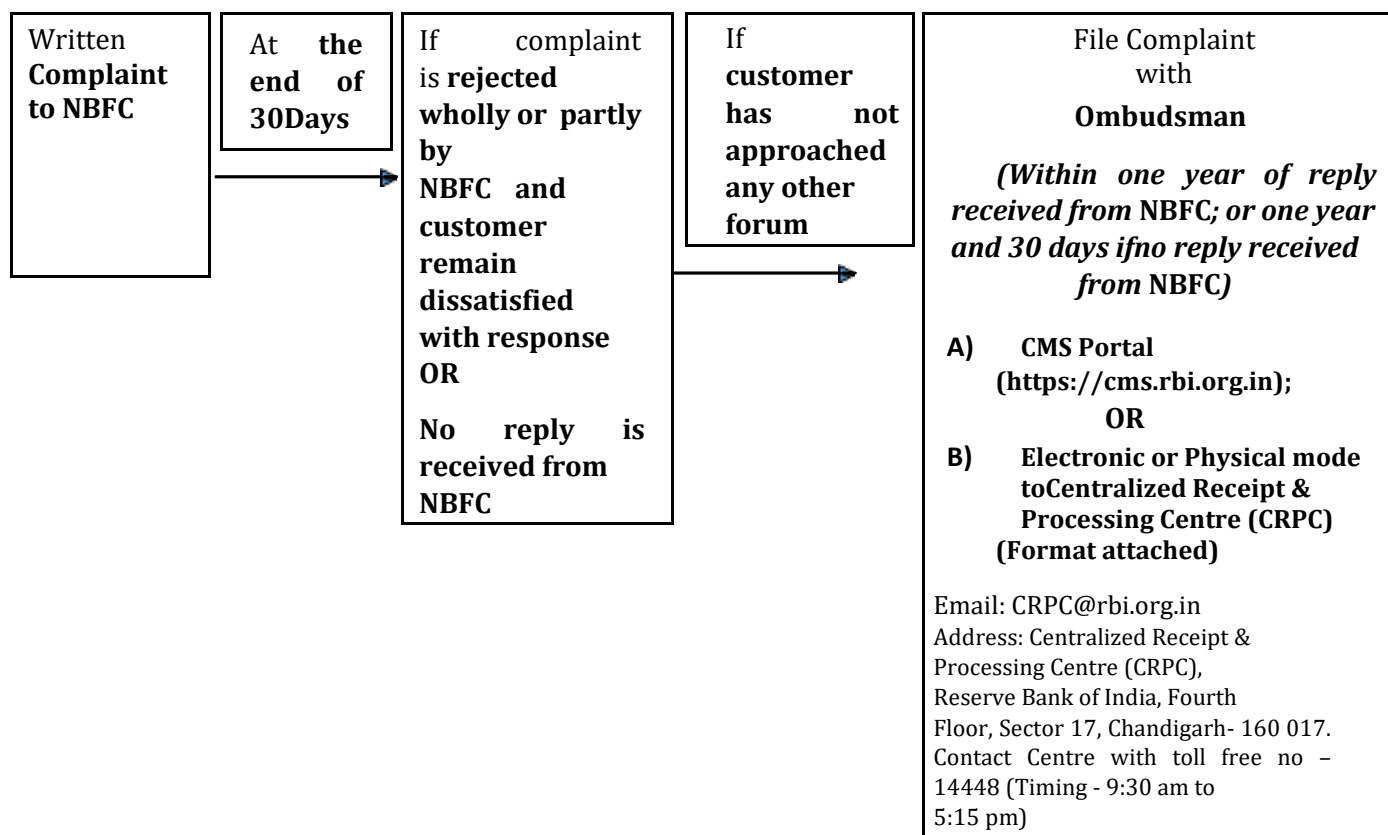 Written
Complaint
to NBFC
At the
end of
30Days
If complaint
is rejected
wholly or partly
by
NBFC and
customer
remain
dissatisfied
with response
OR
No reply is
received from
NBFC
If
customer
has not
approached
any other
forum
File Complaint
with
Ombudsman
(Within one year of reply
received from NBFC; or one year
and 30 days ifno reply received
from NBFC)
A) CMS Portal
(https://cms.rbi.org.in);
OR
B) Electronic or Physical mode
toCentralized Receipt &
Processing Centre (CRPC)
(Format attached)
Email: CRPC@rbi.org.in
Address: Centralized Receipt &
Processing Centre (CRPC),
Reserve Bank of India, Fourth
Floor, Sector 17, Chandigarh- 160 017.
Contact Centre with toll free no –
14448 (Timing - 9:30 am to
5:15 pm)